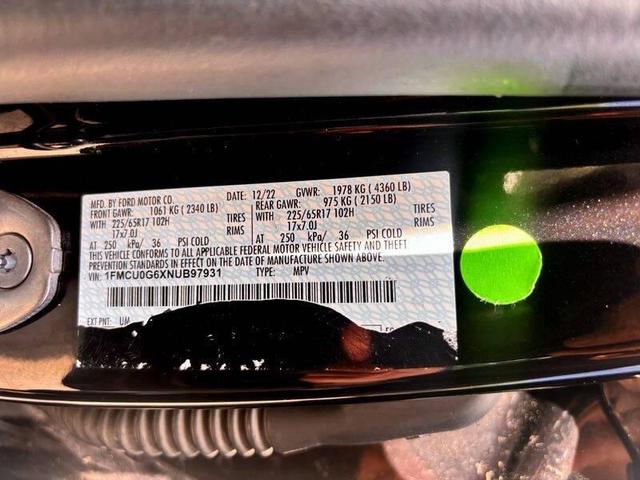 MFD. BY FORD MOTOR CO. DATE: 12/22 GVWR: 1978 KG ( 4360 LB)
FRONT GAWR: 1061 KG ( 2340 LB) REAR GAWR: 975 KG ( 2150 LB)
WITH 225/65R17 102H TIRES WITH 225/65R17 102H TIRES
17x7.0J RIMS 17x7.0J RIMS
AT 250 kPa/ 36 PSI COLD AT 250 kPa/ 36 PSI COLD
THIS VEHICLE CONFORMS TO ALL APPLICABLE FEDERAL MOTOR VEHICLE SAFETY AND THEFT
PREVENTION STANDARDS IN EFFECT ON THE DATE OF MANUFACTURE SHOWN ABOVE.
VIN: 1FMCU0G6XNUB97931 TYPE: MPV
EXT PNT: UM